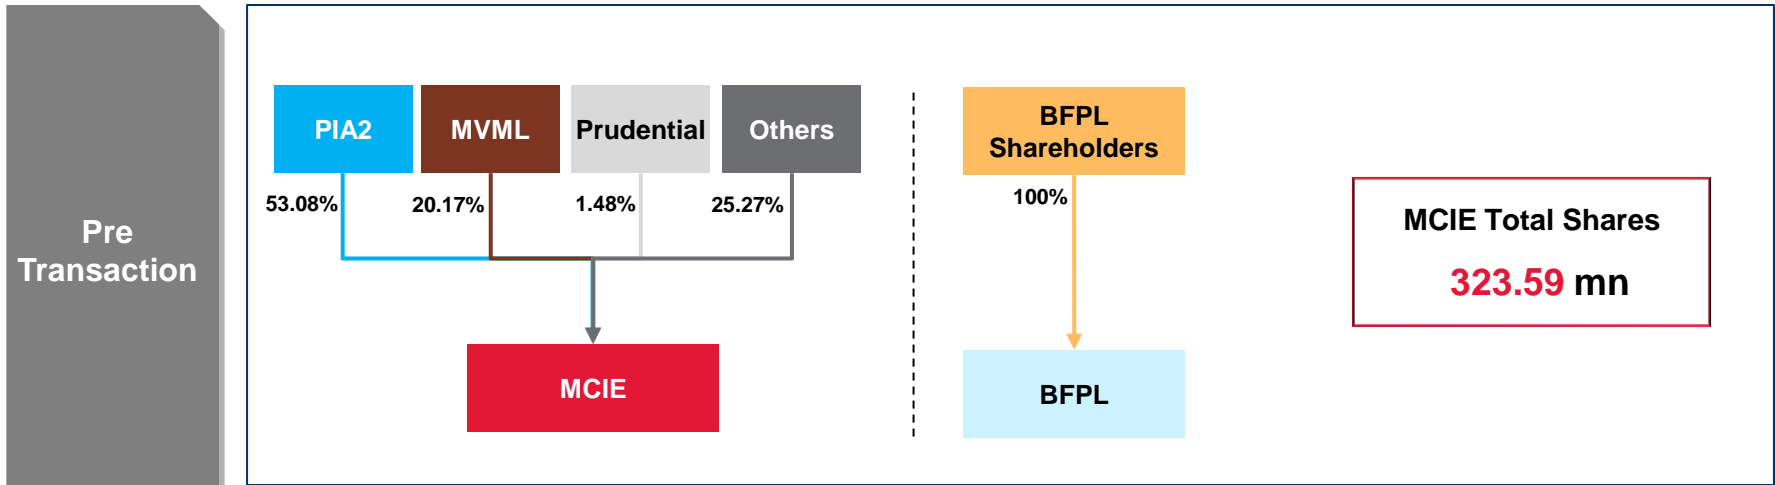 Pre
Transaction
PIA2
MVML
Prudential
Others
53.08%
20.17%
1.48%
25.27%
MCIE
BFPL
Shareholders
100%
BFPL
MCIE Total Shares
323.59 mn